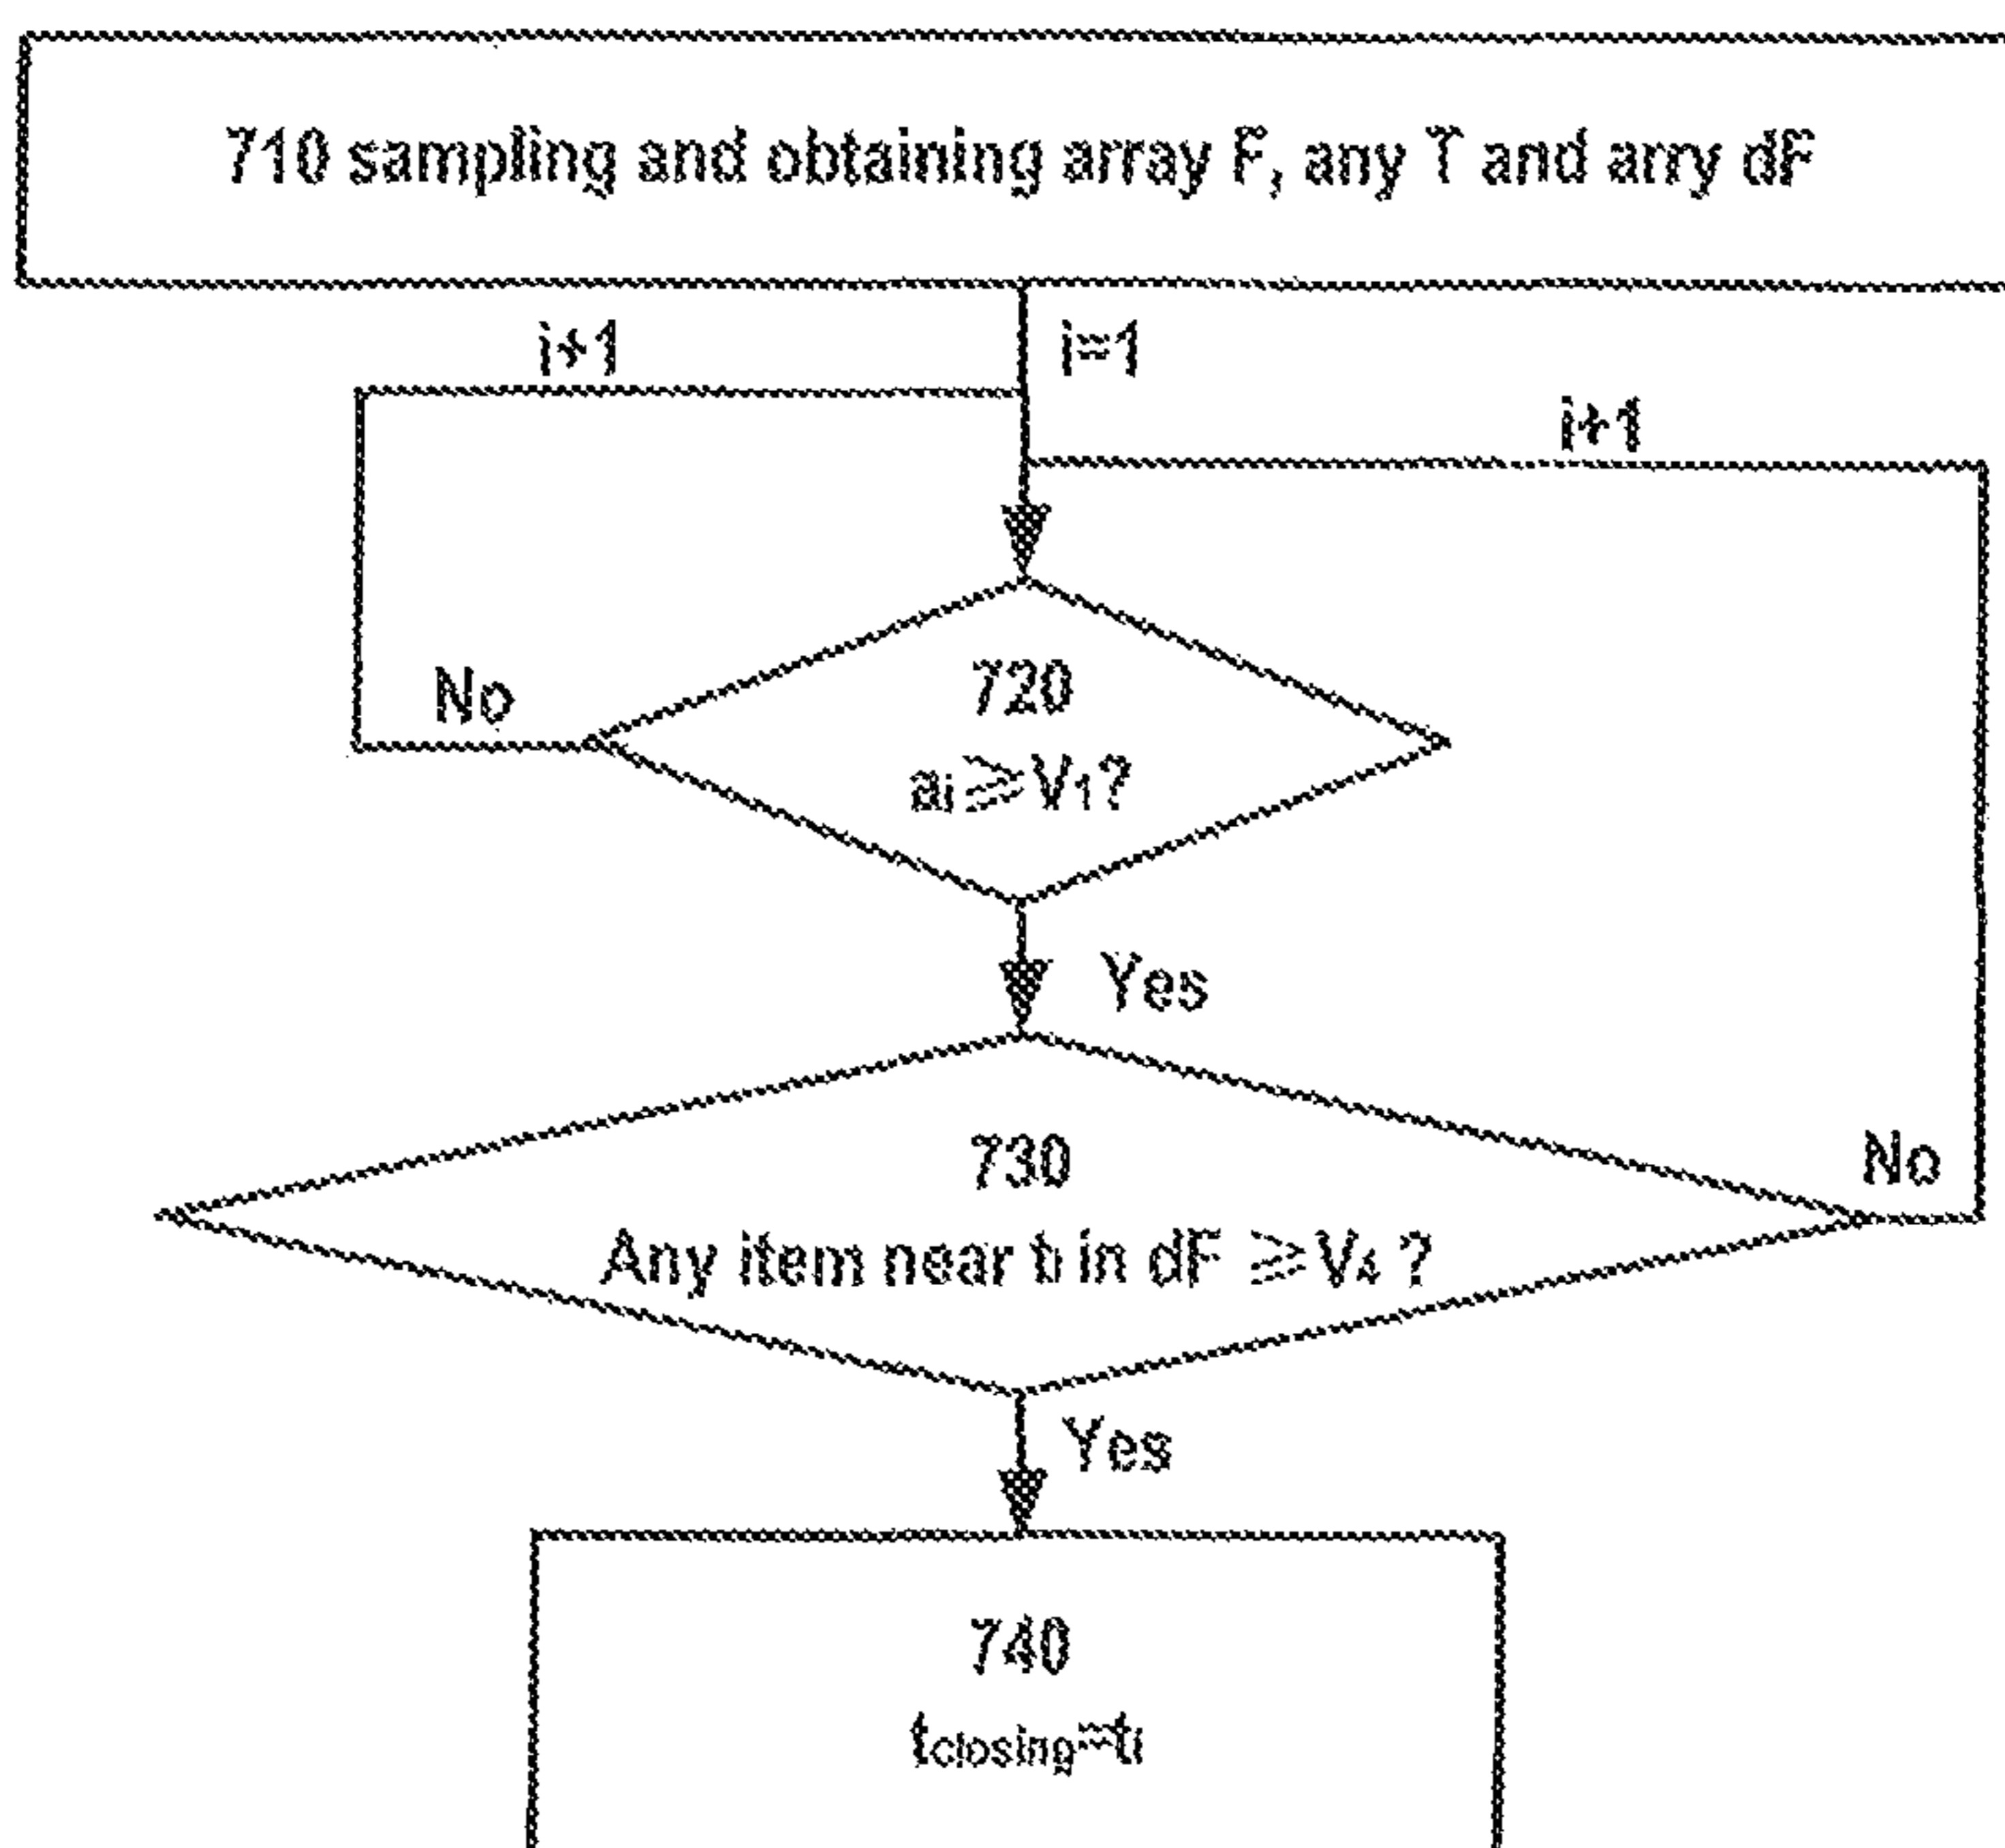 710 sampling and obtaining array F, any T and arry dF
i+1
i=1
i+1
720
No
ai≥V1?
Yes
730
No
Any item near ti in dF ≥V4 ?
Yes
740
tclosing=ti